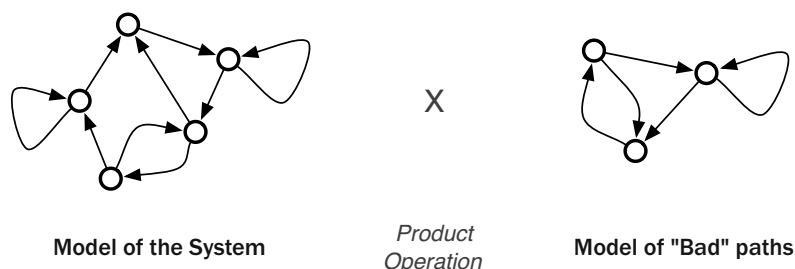 X
Model of the System
Product
Operation
Model of "Bad" paths